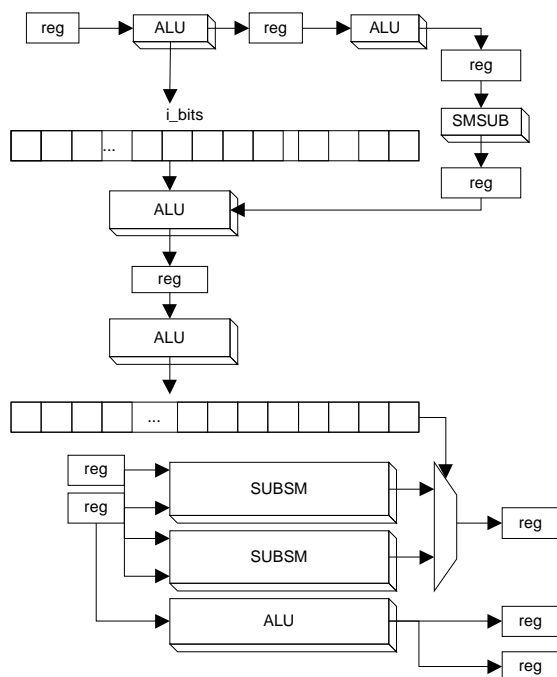 reg
ALU
reg
ALU
reg
i_bits
SMSUB
...
reg
ALU
reg
ALU
...
reg
SUBSM
reg
reg
SUBSM
ALU
reg
reg